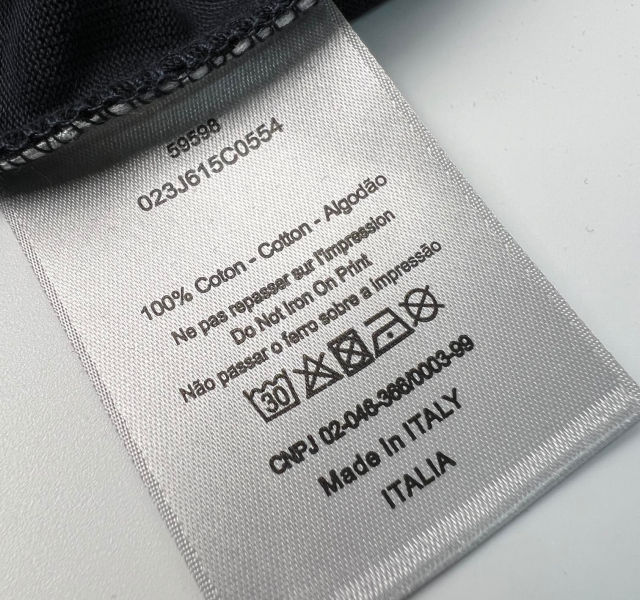 59598
023J615C0554
100% Coton - Cotton - Algodão
Ne pas repasser sur l'impression
Do Not Iron On Print
Não passar o ferro sobre a impressão
30
CNPJ 02-046-366/0003-99
Made In ITALY
ITALIA